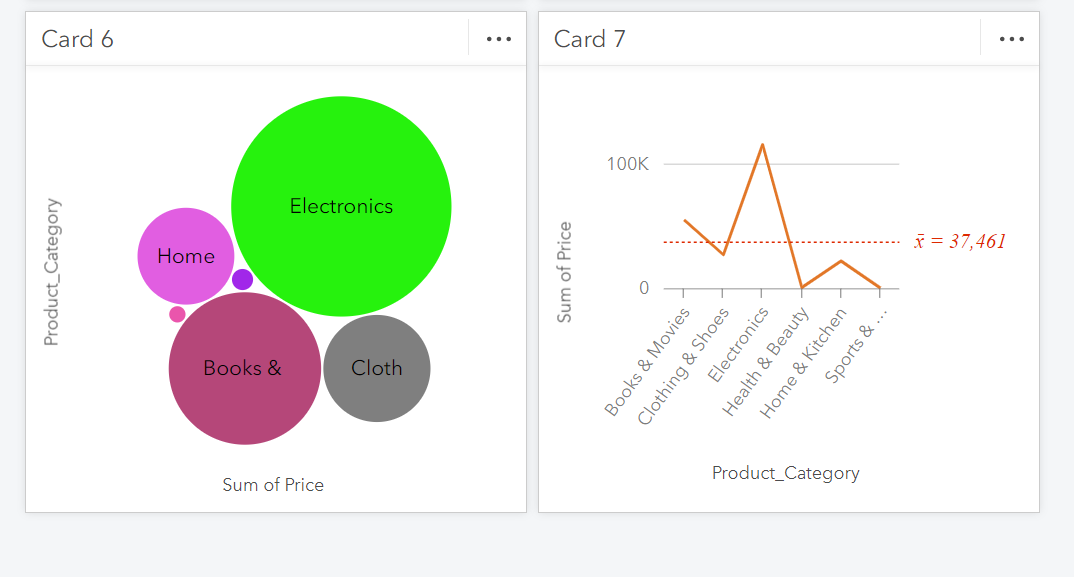 Card 6
Product_Category
Electronics
Home
Books &
Cloth
Sum of Price
Card 7
Sum of Price
100K
0
x̄ = 37,461
Books & Movies
Clothing & Shoes
Electronics
Health & Beauty
Home & Kitchen
Sports & ...
Product_Category